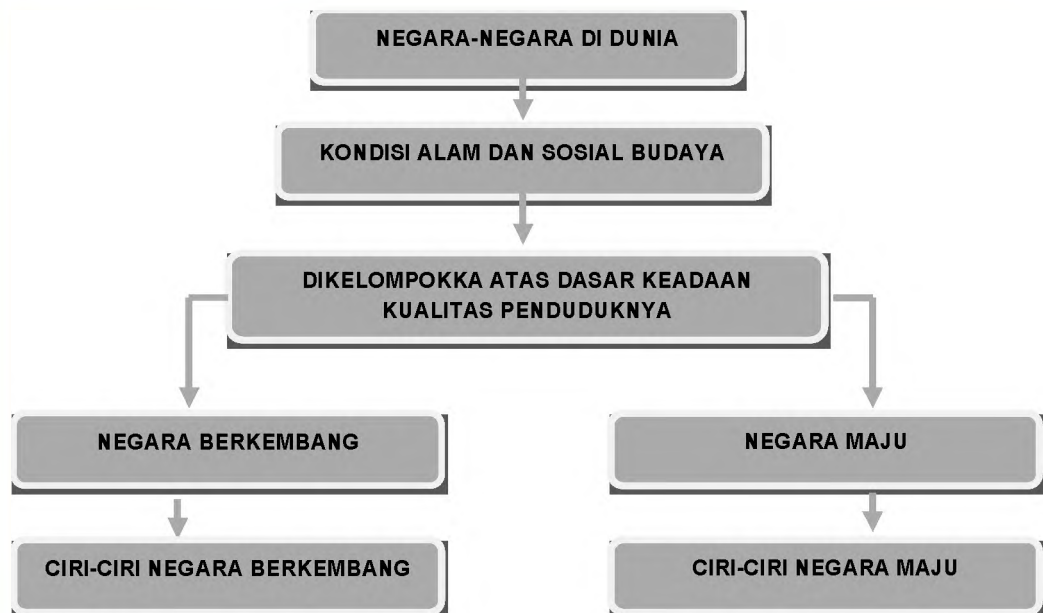 NEGARA-NEGARA DI DUNIA
KONDISI ALAM DAN SOSIAL BUDAYA
DIKELOMPOKKA ATAS DASAR KEADAAN
KUALITAS PENDUDUKNYA
NEGARA BERKEMBANG
NEGARA MAJU
CIRI-CIRI NEGARA BERKEMBANG
CIRI-CIRI NEGARA MAJU